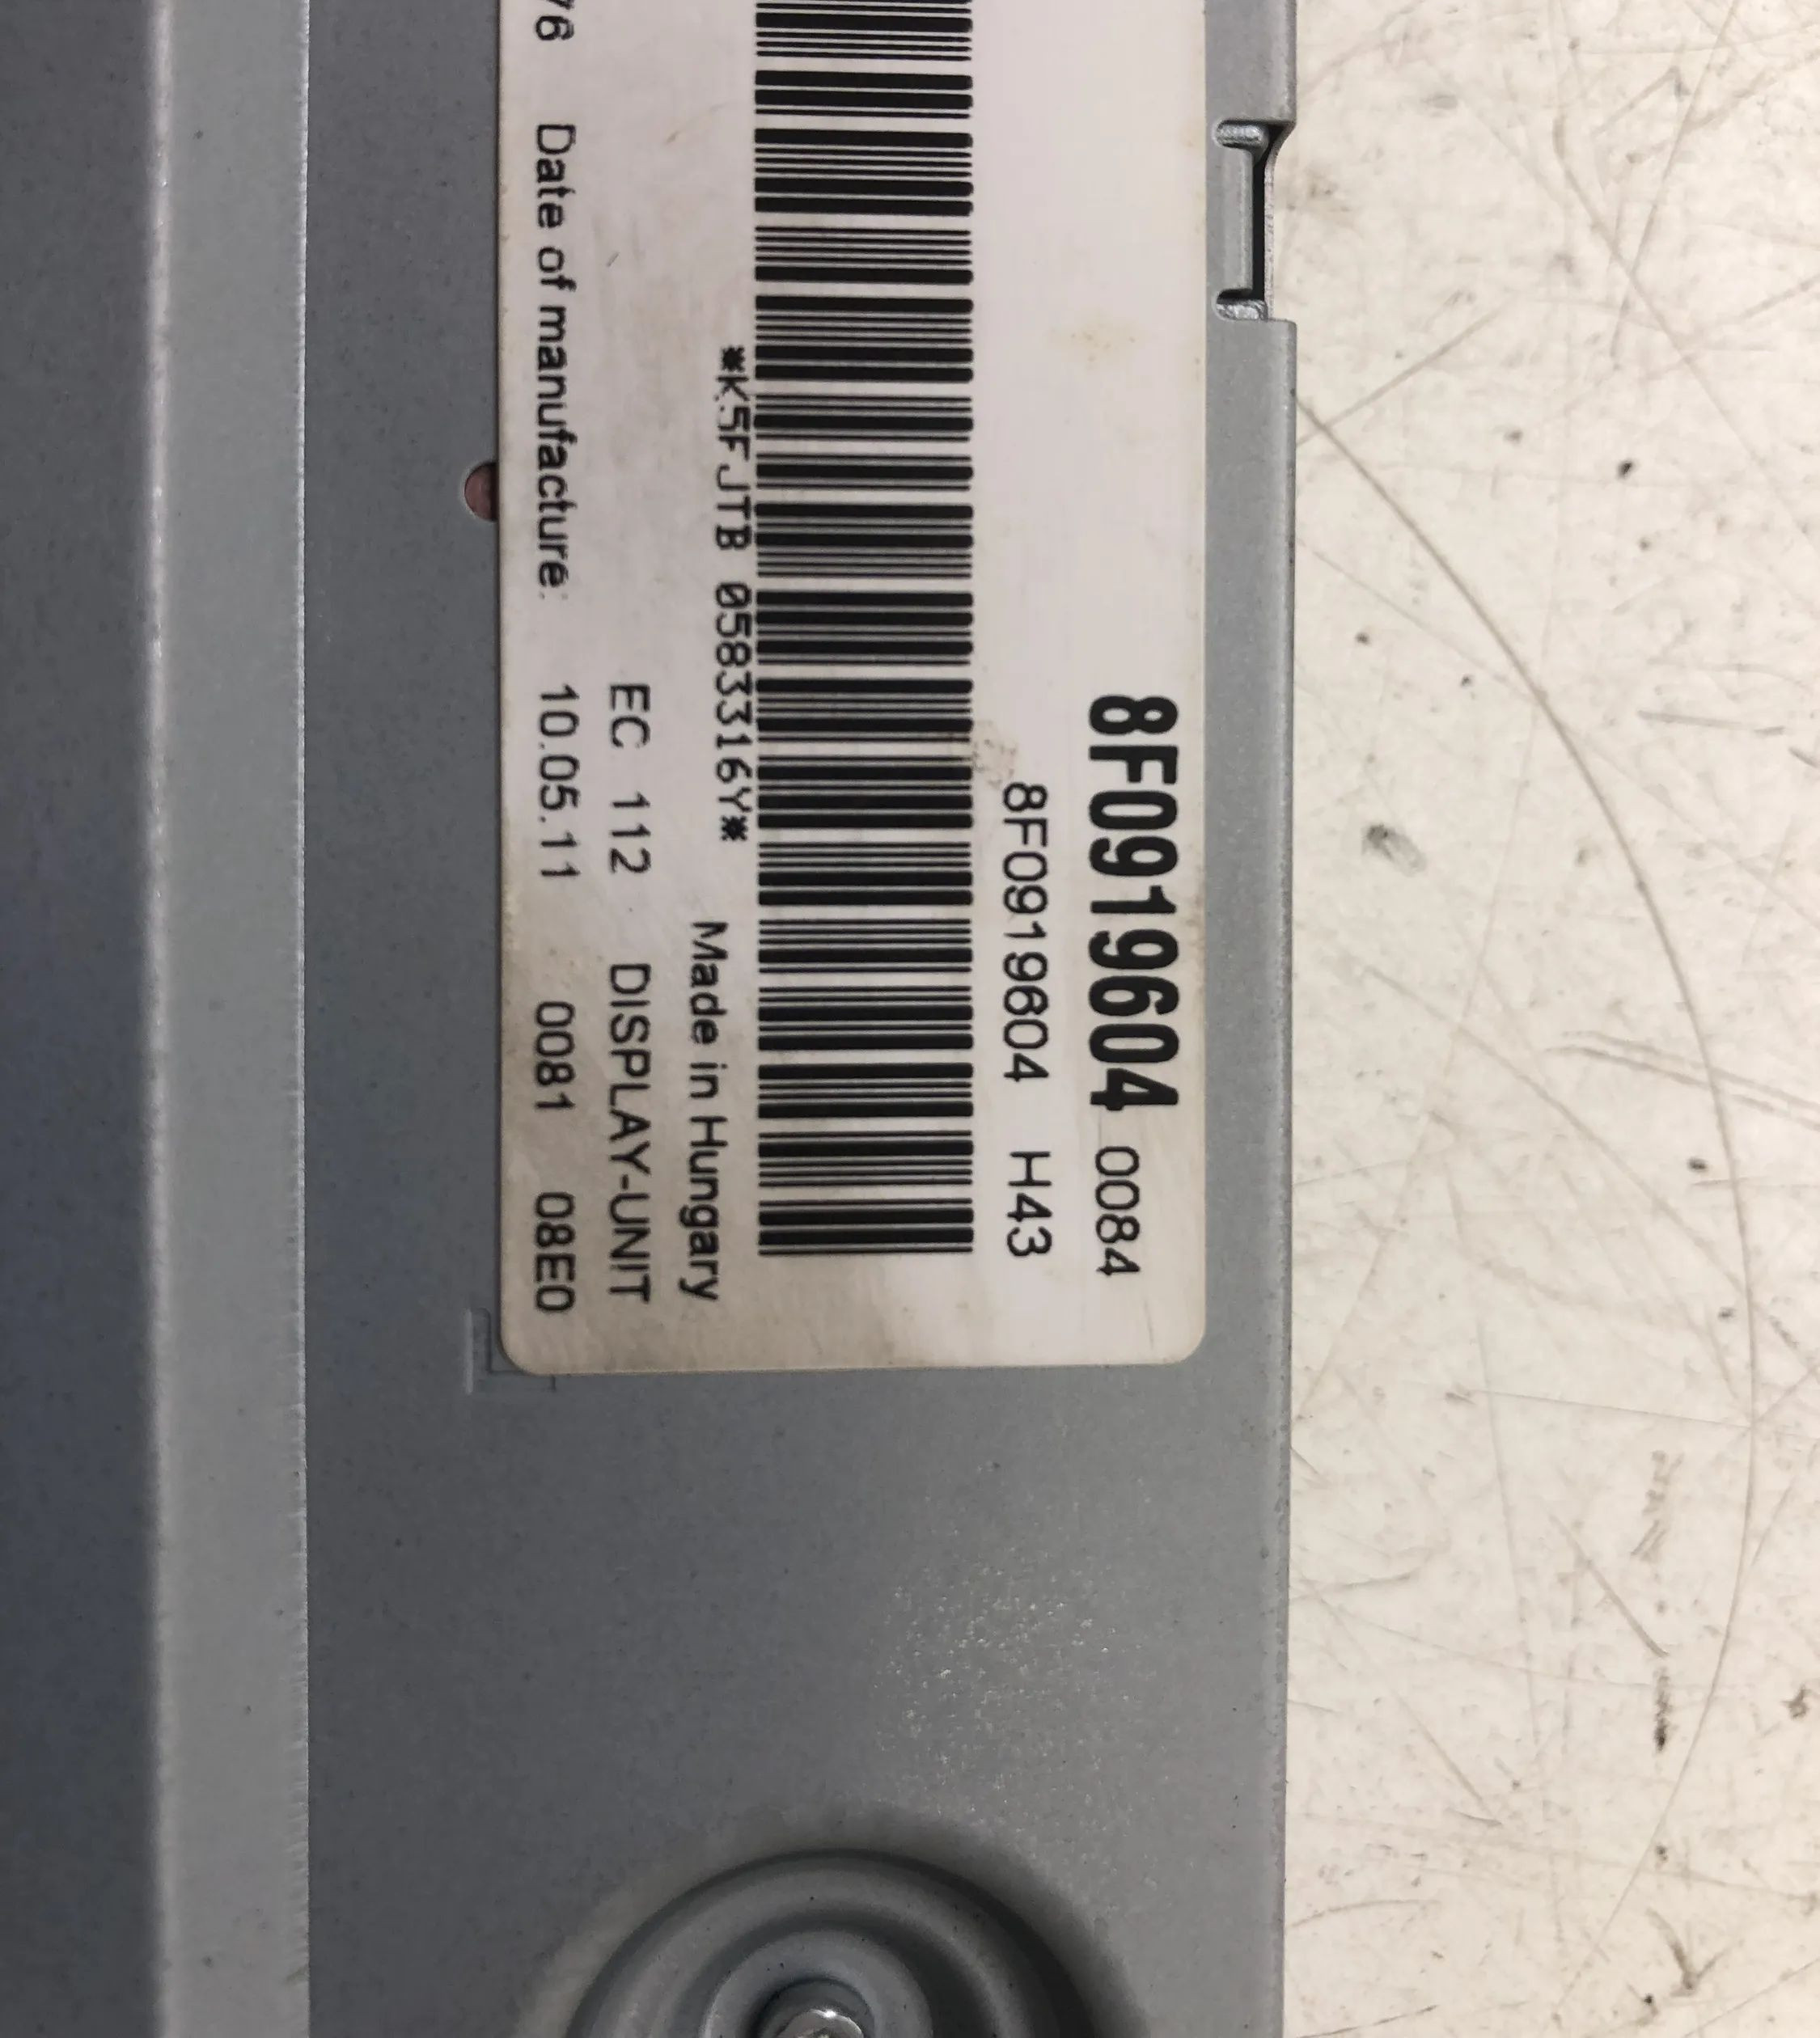 8F0919604 0084
8F0919604 H43
*K5FJTB 0583316Y*
Made in Hungary
EC 112 DISPLAY-UNIT
76 Date of manufacture: 10.05.11 0081 08E0